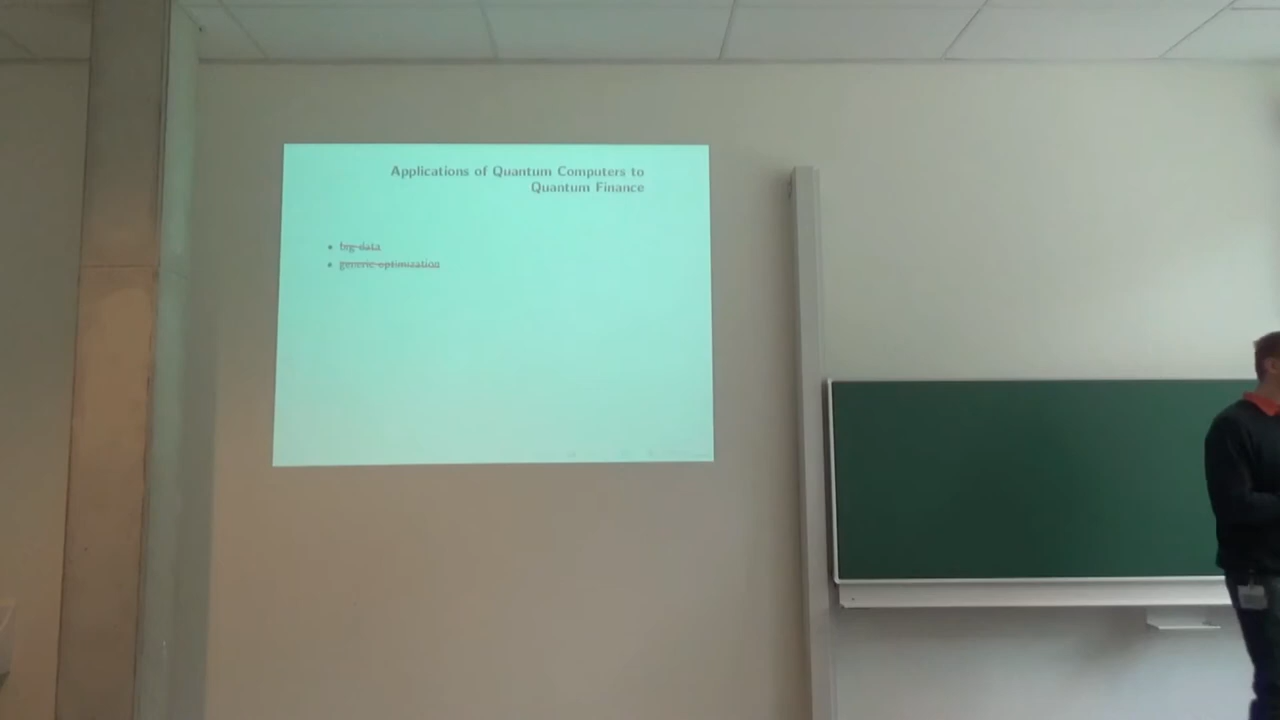 Applications of Quantum Computers to
Quantum Finance
• big data
• generic optimization